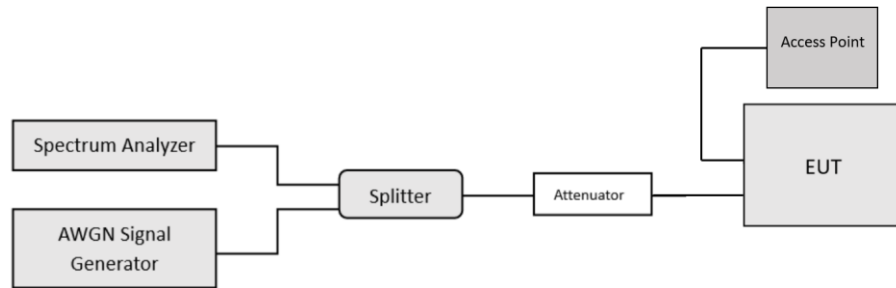 Access Point
Spectrum Analyzer
EUT
Splitter
Attenuator
AWGN Signal
Generator